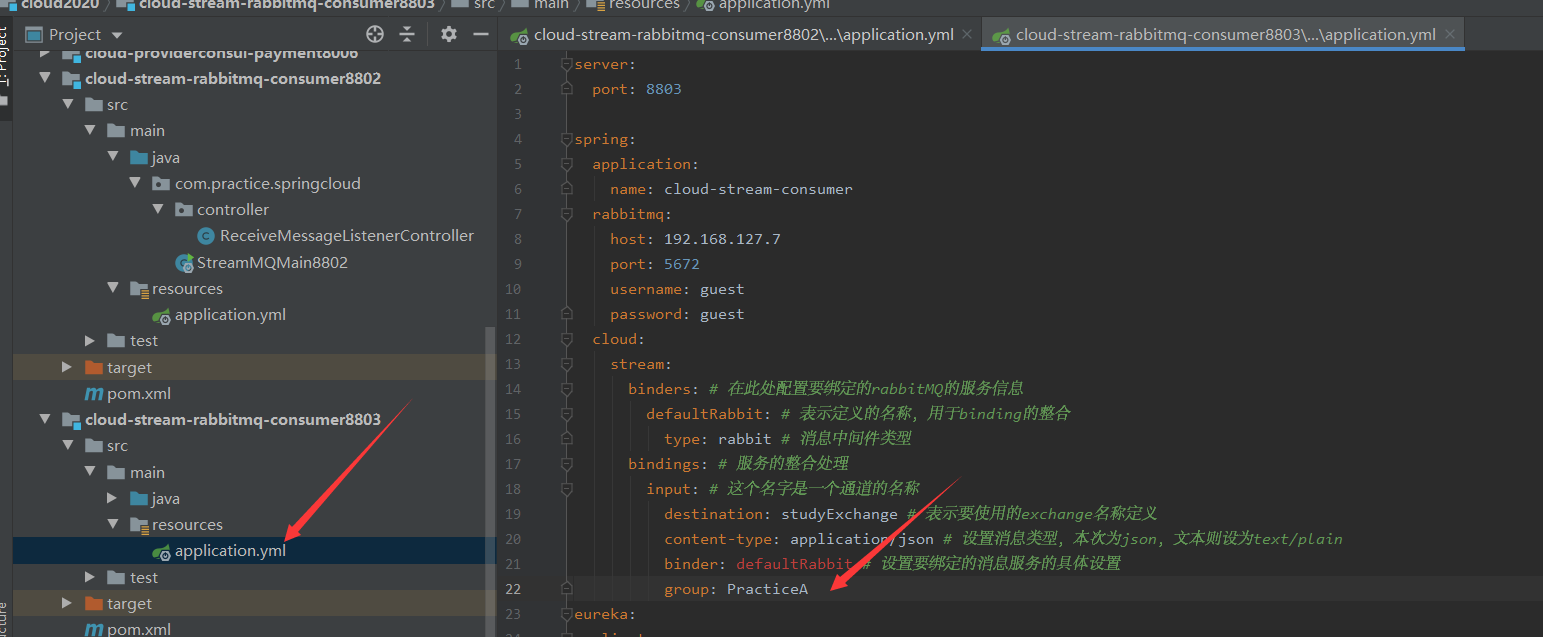 cloud2020 cloud-stream-rabbitmq-consumer8803 src main resources application.yml
Project
cloud-stream-rabbitmq-consumer8802\...\application.yml
cloud-stream-rabbitmq-consumer8803\...\application.yml
1: Project
cloud-providerconsul-payment8006
cloud-stream-rabbitmq-consumer8802
src
main
java
com.practice.springcloud
controller
ReceiveMessageListenerController
StreamMQMain8802
resources
application.yml
test
target
pom.xml
cloud-stream-rabbitmq-consumer8803
src
main
java
resources
application.yml
test
target
pom.xml
1 server:
2 port: 8803
3
4 spring:
5 application:
6 name: cloud-stream-consumer
7 rabbitmq:
8 host: 192.168.127.7
9 port: 5672
10 username: guest
11 password: guest
12 cloud:
13 stream:
14 binders: # 在此处配置要绑定的rabbitMQ的服务信息
15 defaultRabbit: # 表示定义的名称，用于binding的整合
16 type: rabbit # 消息中间件类型
17 bindings: # 服务的整合处理
18 input: # 这个名字是一个通道的名称
19 destination: studyExchange # 表示要使用的exchange名称定义
20 content-type: application/json # 设置消息类型，本次为json，文本则设为text/plain
21 binder: defaultRabbit # 设置要绑定的消息服务的具体设置
22 group: PracticeA
23 eureka: